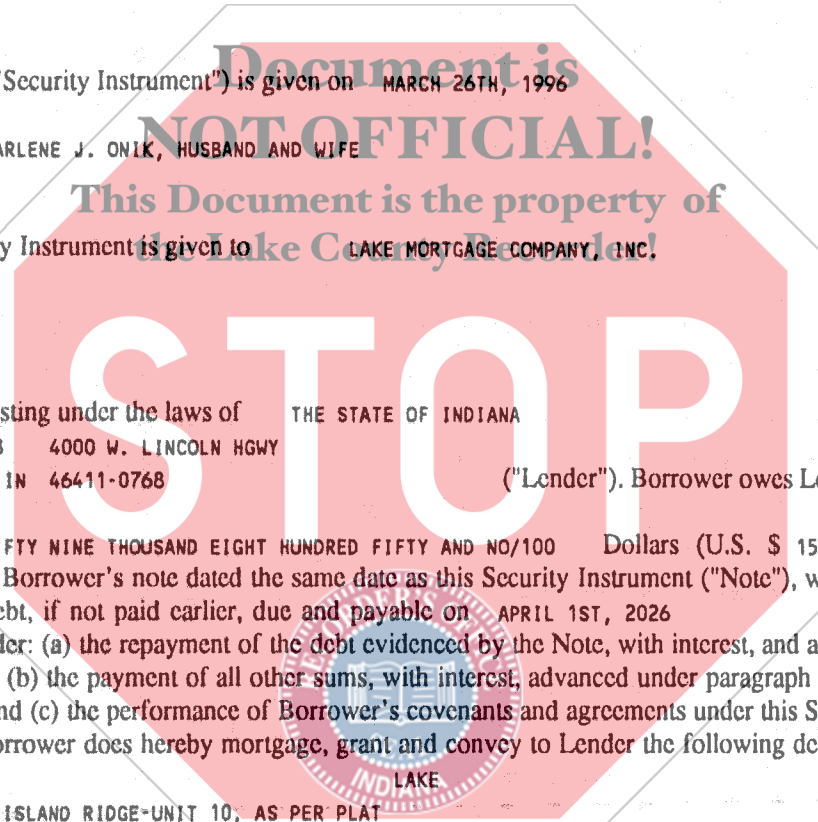 Document is
"Security Instrument") is given on MARCH 26TH, 1996
NOT OFFICIAL!
ARLENE J. ONIK, HUSBAND AND WIFE
This Document is the property of
y Instrument is given to LAKE MORTGAGE COMPANY, INC.
the Lake County Recorder!
STOP
sting under the laws of THE STATE OF INDIANA
4000 W. LINCOLN HGWY
IN 46411-0768 ("Lender"). Borrower owes Le
FTY NINE THOUSAND EIGHT HUNDRED FIFTY AND NO/100 Dollars (U.S. $ 15
Borrower's note dated the same date as this Security Instrument ("Note"), w
ebt, if not paid earlier, due and payable on APRIL 1ST, 2026
der: (a) the repayment of the debt evidenced by the Note, with interest, and a
(b) the payment of all other sums, with interest, advanced under paragraph
nd (c) the performance of Borrower's covenants and agreements under this S
orrower does hereby mortgage, grant and convey to Lender the following de
LAKE
INDIANA
ISLAND RIDGE-UNIT 10, AS PER PLAT